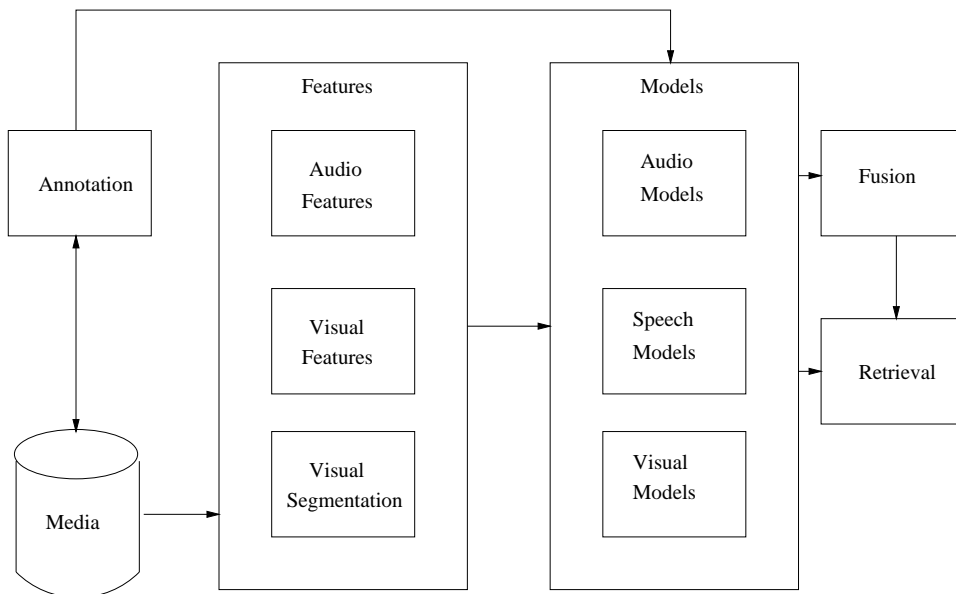 Features
Models
Annotation
Audio
Features
Audio
Models
Fusion
Visual
Features
Speech
Models
Retrieval
Media
Visual
Segmentation
Visual
Models